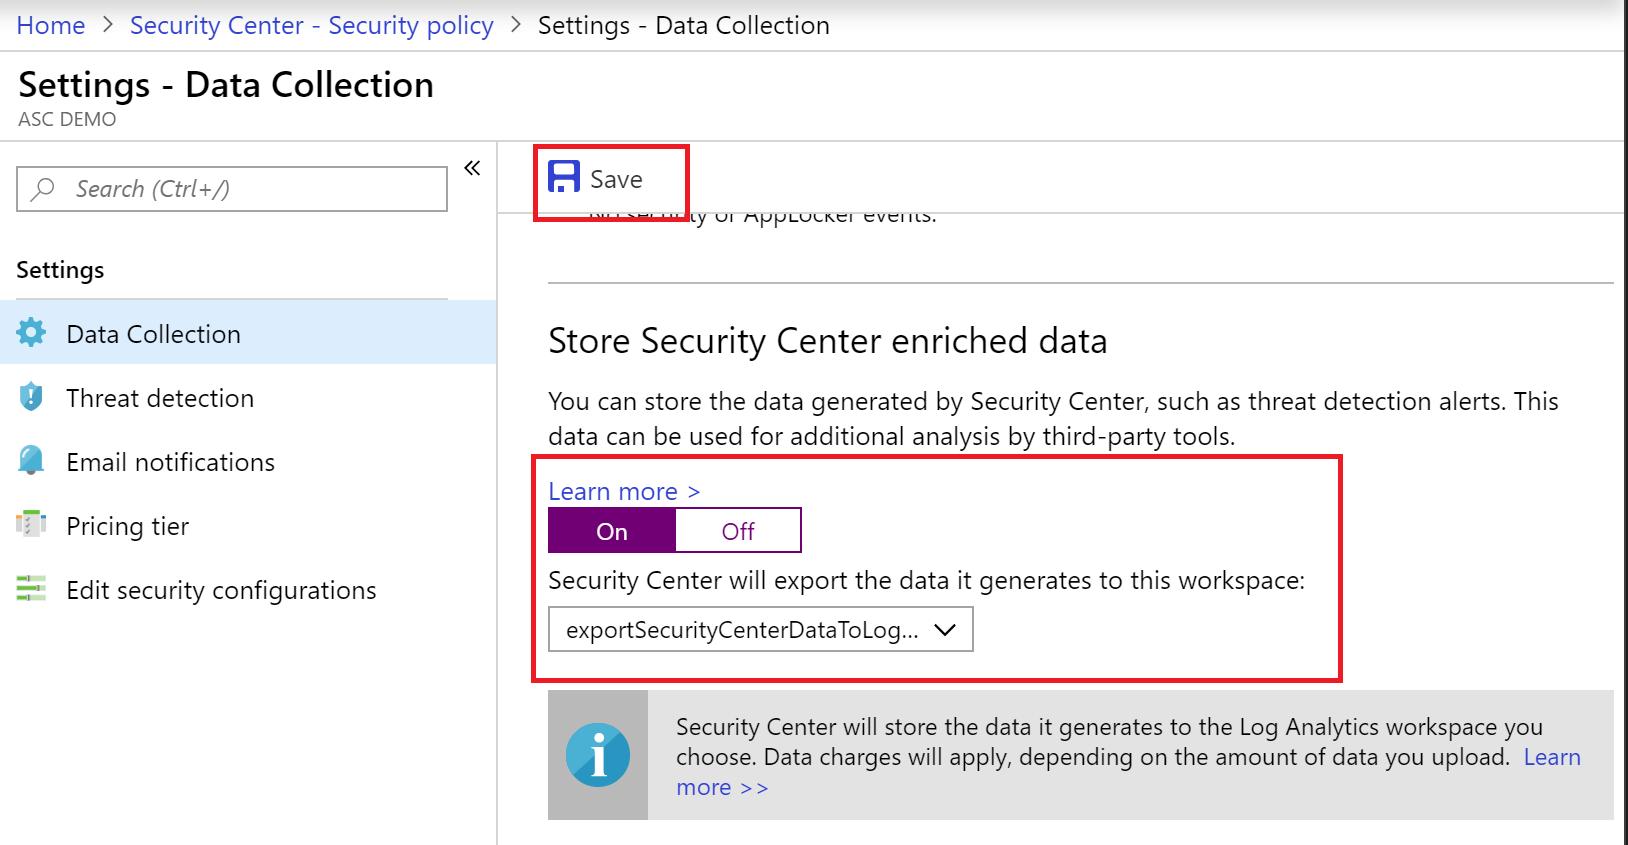 Home > Security Center - Security policy > Settings - Data Collection
Settings - Data Collection
ASC DEMO
Search (Ctrl+/)
«
Settings
Data Collection
Threat detection
Email notifications
Pricing tier
Edit security configurations
Save
No security or AppLocker events.
Store Security Center enriched data
You can store the data generated by Security Center, such as threat detection alerts. This
data can be used for additional analysis by third-party tools.
Learn more >
On Off
Security Center will export the data it generates to this workspace:
exportSecurityCenterDataToLog...
Security Center will store the data it generates to the Log Analytics workspace you
choose. Data charges will apply, depending on the amount of data you upload. Learn
more >>